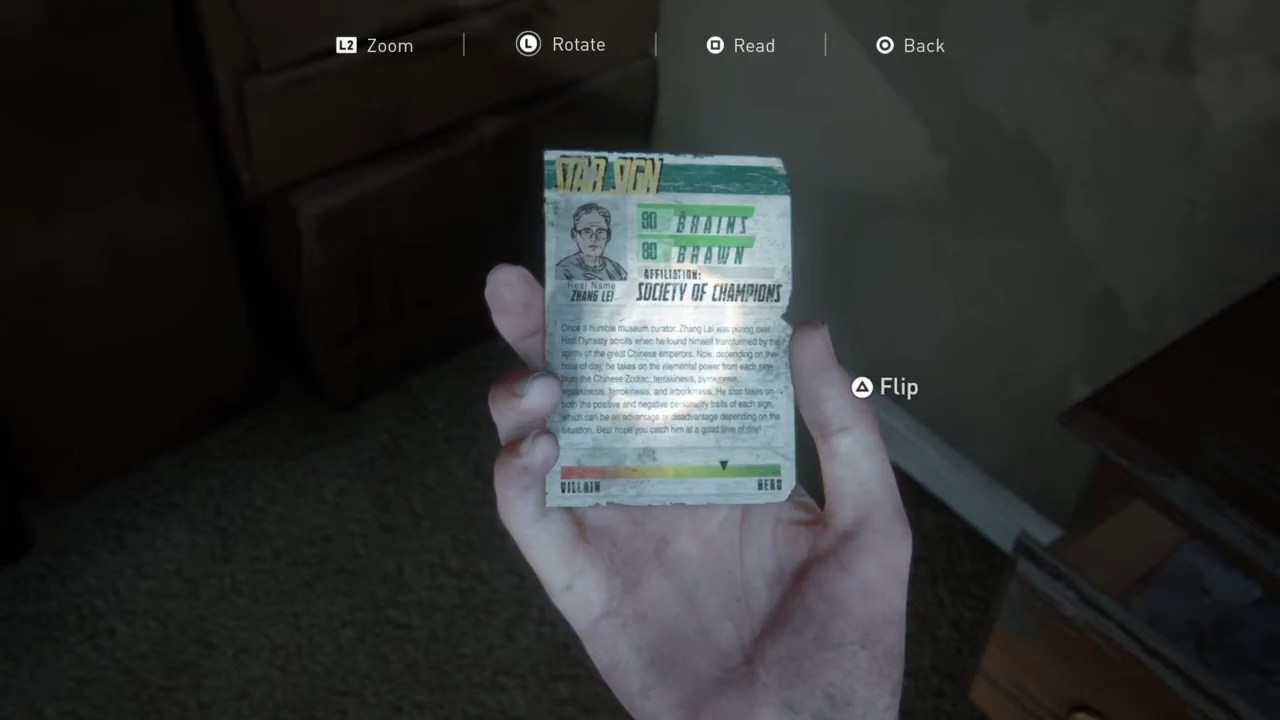 L2 Zoom
L Rotate
Read
Back
STAR SIGN
80 BRAINS
80 BRAWN
AFFILIATION:
SOCIETY OF CHAMPIONS
Real Name
ZHANG LEI
Once a humble museum curator, Zhang Lei was poring over
Han Dynasty scrolls when he found himself transformed by the
spirits of the great Chinese emperors. Now, depending on the
hour of day, he takes on the elemental power from each sign
from the Chinese Zodiac: terrakinesis, pyrokinesis,
aquakinesis, ferrokinesis, and arborkinesis. He also takes on
both the positive and negative personality traits of each sign,
which can be an advantage or disadvantage depending on the
situation. Best hope you catch him at a good time of day!
Flip
VILLAIN
HERO